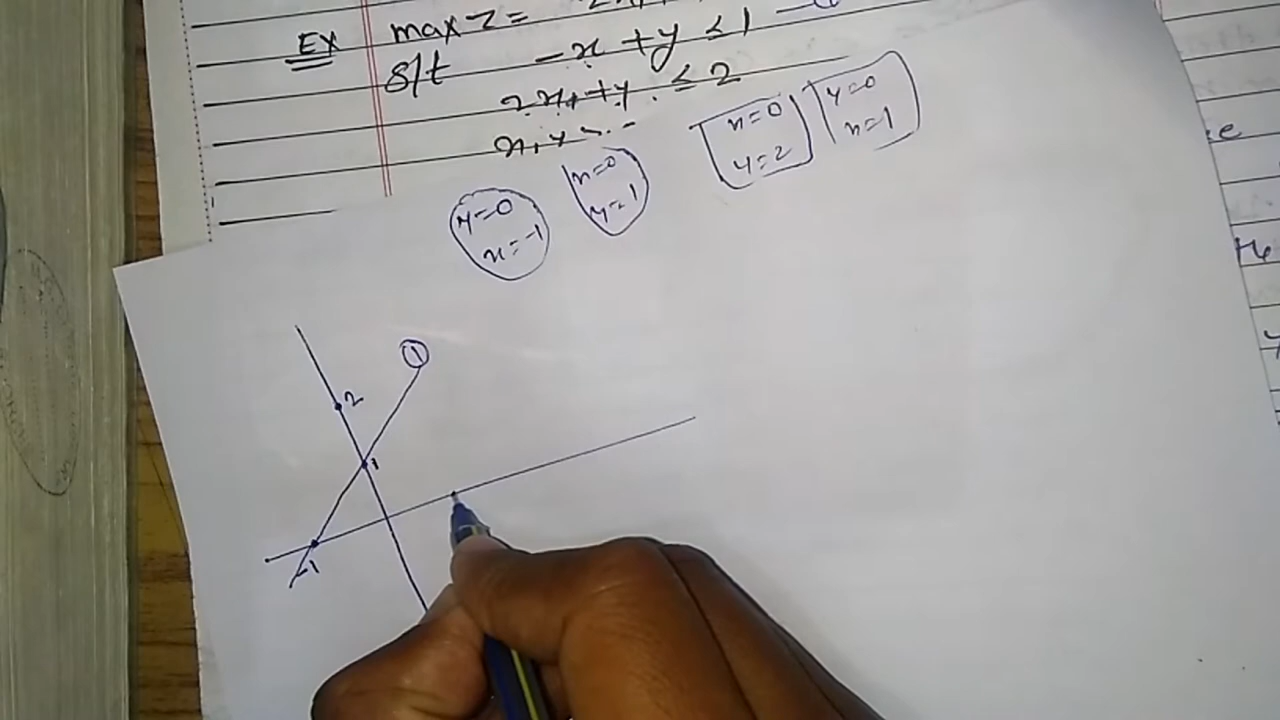 EX max Z =
s/t -x + y ≤ 1
2x + y ≤ 2
x, y
x=0
y=2
y=0
x=1
x=0
y=1
y=0
x=-1
1
2
1
-1